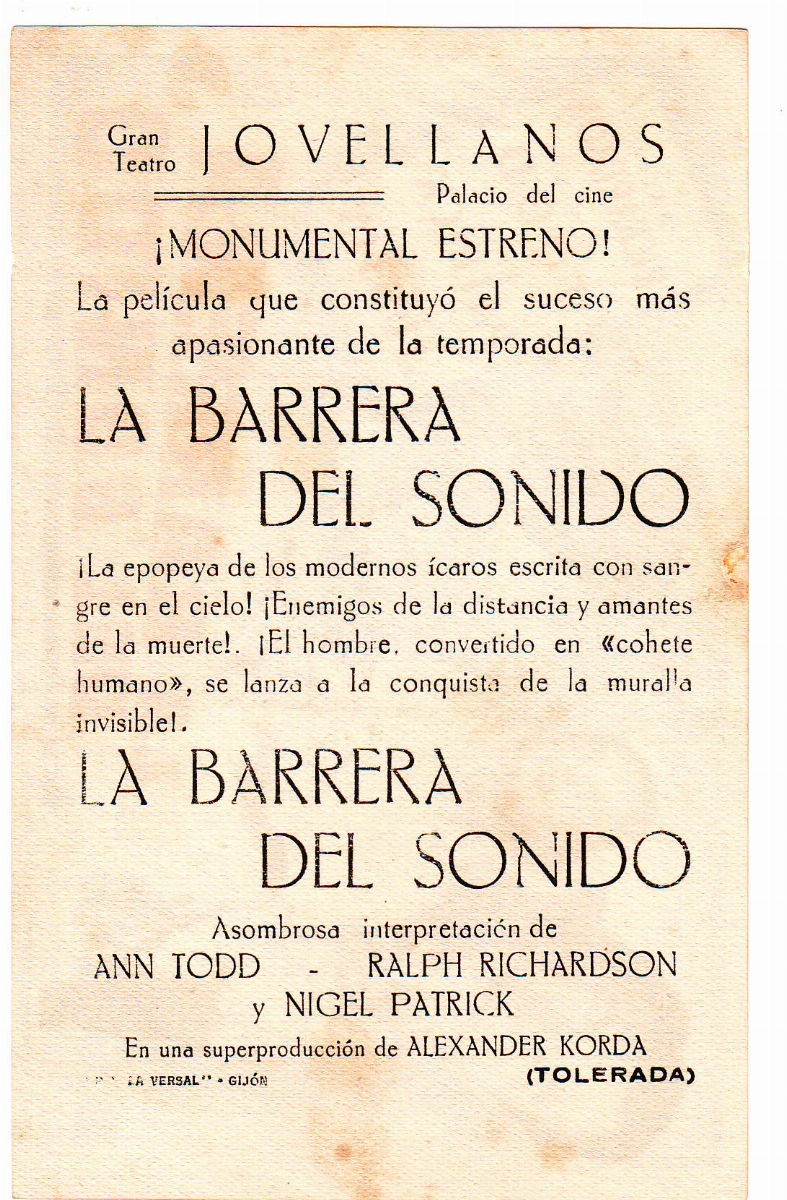 Gran
Teatro JOVELLANOS
Palacio del cine
¡MONUMENTAL ESTRENO!
La película que constituyó el suceso más
apasionante de la temporada:
LA BARRERA
DEL SONIDO
¡La epopeya de los modernos ícaros escrita con san-
gre en el cielo! ¡Enemigos de la distancia y amantes
de la muerte!. ¡El hombre, convertido en «cohete
humano», se lanza a la conquista de la muralla
invisible!.
LA BARRERA
DEL SONIDO
Asombrosa interpretación de
ANN TODD - RALPH RICHARDSON
y NIGEL PATRICK
En una superproducción de ALEXANDER KORDA
LA VERSAL" - GIJÓN (TOLERADA)